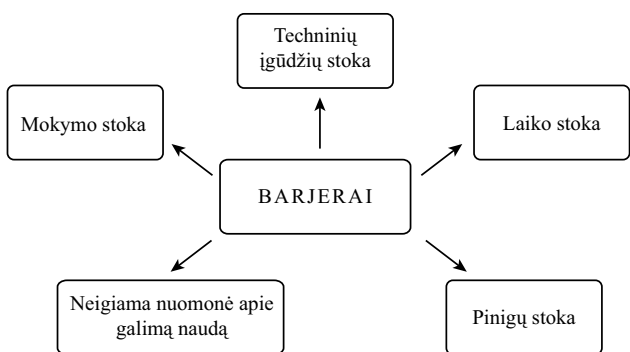 Techninių
įgūdžių stoka
Mokymo stoka
Laiko stoka
BARJERAI
Neigiama nuomonė apie
galimą naudą
Pinigų stoka